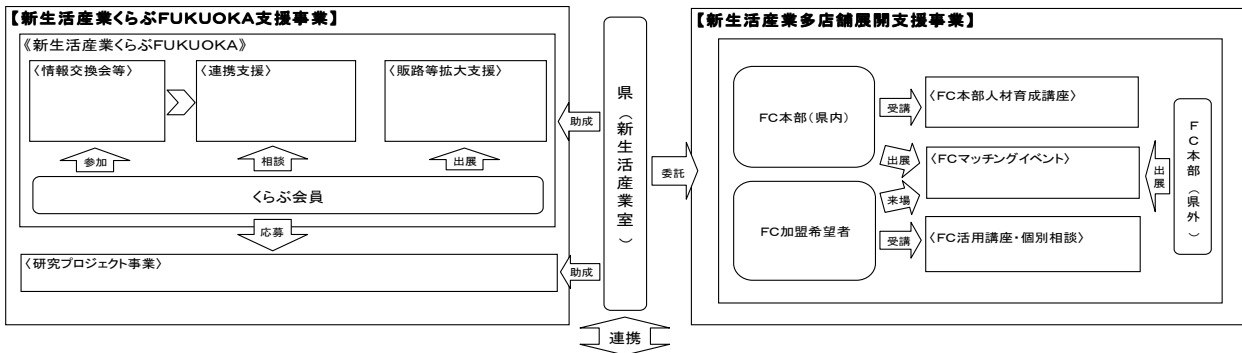 【新生活産業くらぶFUKUOKA支援事業】
《新生活産業くらぶFUKUOKA》
〈情報交換会等〉
〈連携支援〉
〈販路等拡大支援〉
参加
相談
出展
くらぶ会員
応募
〈研究プロジェクト事業〉
助成
助成
県（新生活産業室）
連携
委託
【新生活産業多店舗展開支援事業】
FC本部（県内）
受講
〈FC本部人材育成講座〉
出展
〈FCマッチングイベント〉
来場
FC加盟希望者
受講
〈FC活用講座・個別相談〉
出展
FC本部（県外）